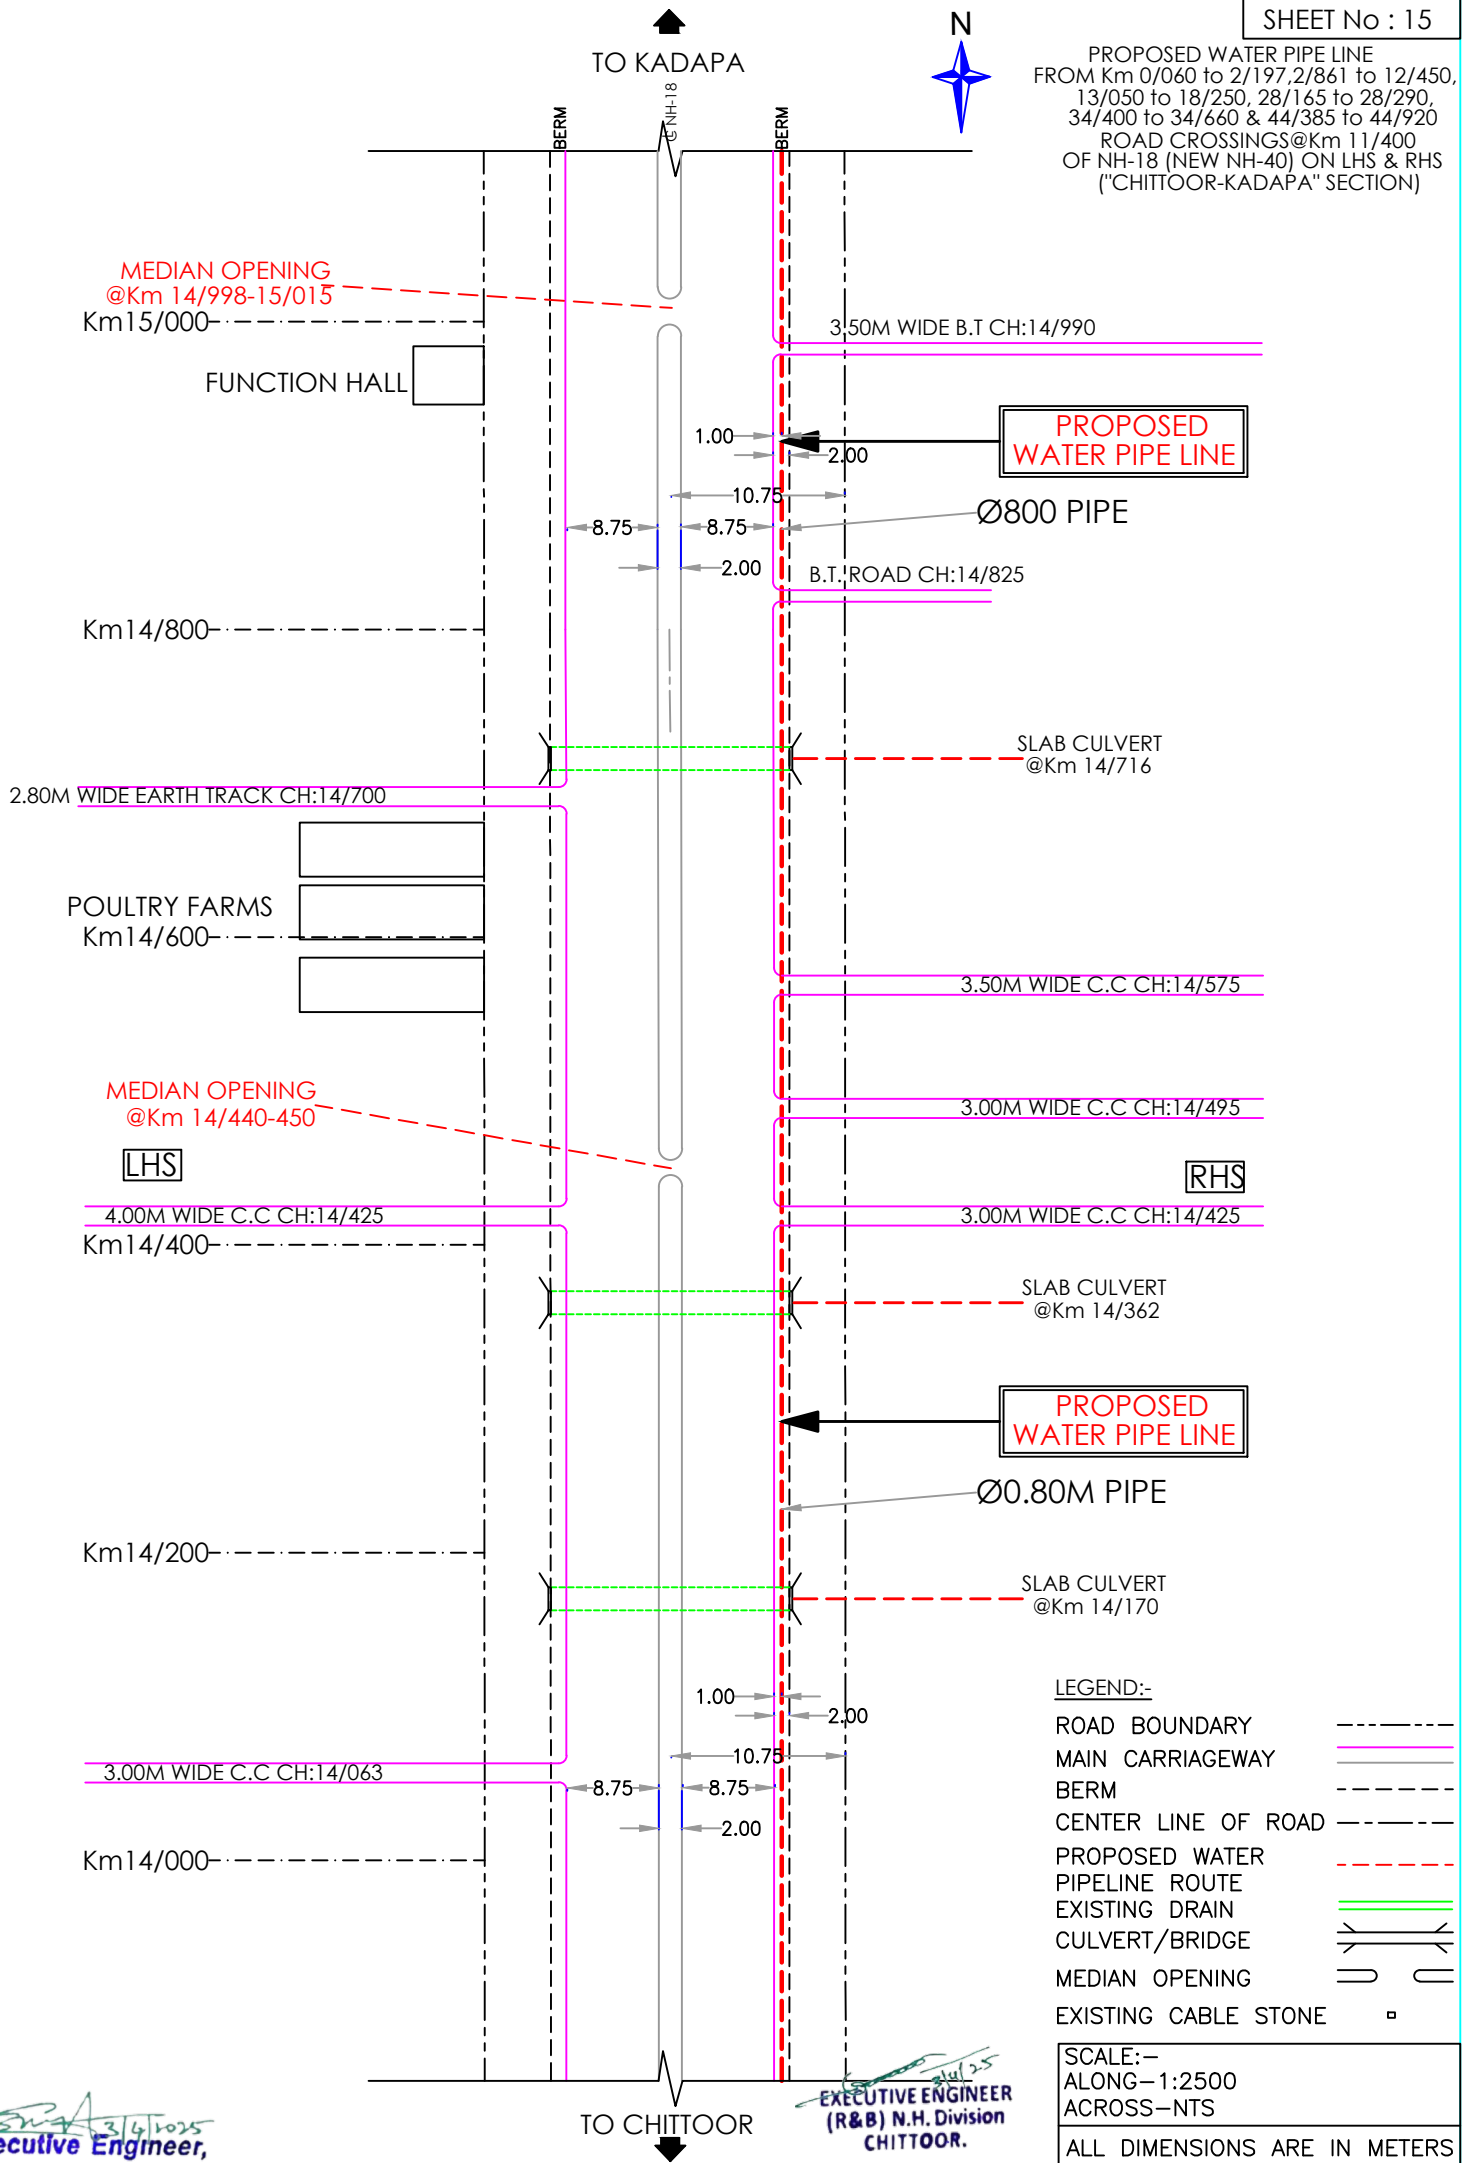 SHEET No : 15
TO KADAPA
N
PROPOSED WATER PIPE LINE
FROM Km 0/060 to 2/197,2/861 to 12/450,
13/050 to 18/250, 28/165 to 28/290,
34/400 to 34/660 & 44/385 to 44/920
ROAD CROSSINGS@Km 11/400
OF NH-18 (NEW NH-40) ON LHS & RHS
("CHITTOOR-KADAPA" SECTION)
BERM
℄ NH-18
BERM
MEDIAN OPENING
@Km 14/998-15/015
Km15/000
3.50M WIDE B.T CH:14/990
FUNCTION HALL
PROPOSED
WATER PIPE LINE
1.00
2.00
10.75
Ø800 PIPE
8.75
8.75
2.00
B.T. ROAD CH:14/825
Km14/800
SLAB CULVERT
@Km 14/716
2.80M WIDE EARTH TRACK CH:14/700
POULTRY FARMS
Km14/600
3.50M WIDE C.C CH:14/575
MEDIAN OPENING
@Km 14/440-450
3.00M WIDE C.C CH:14/495
LHS
RHS
4.00M WIDE C.C CH:14/425
3.00M WIDE C.C CH:14/425
Km14/400
SLAB CULVERT
@Km 14/362
PROPOSED
WATER PIPE LINE
Ø0.80M PIPE
Km14/200
SLAB CULVERT
@Km 14/170
1.00
2.00
10.75
3.00M WIDE C.C CH:14/063
8.75
8.75
2.00
Km14/000
LEGEND:-
ROAD BOUNDARY
MAIN CARRIAGEWAY
BERM
CENTER LINE OF ROAD
PROPOSED WATER
PIPELINE ROUTE
EXISTING DRAIN
CULVERT/BRIDGE
MEDIAN OPENING
EXISTING CABLE STONE
SCALE:-
ALONG-1:2500
ACROSS-NTS
ALL DIMENSIONS ARE IN METERS
TO CHITTOOR
3/4/2025
ecutive Engineer,
3/4/25
EXECUTIVE ENGINEER
(R&B) N.H. Division
CHITTOOR.